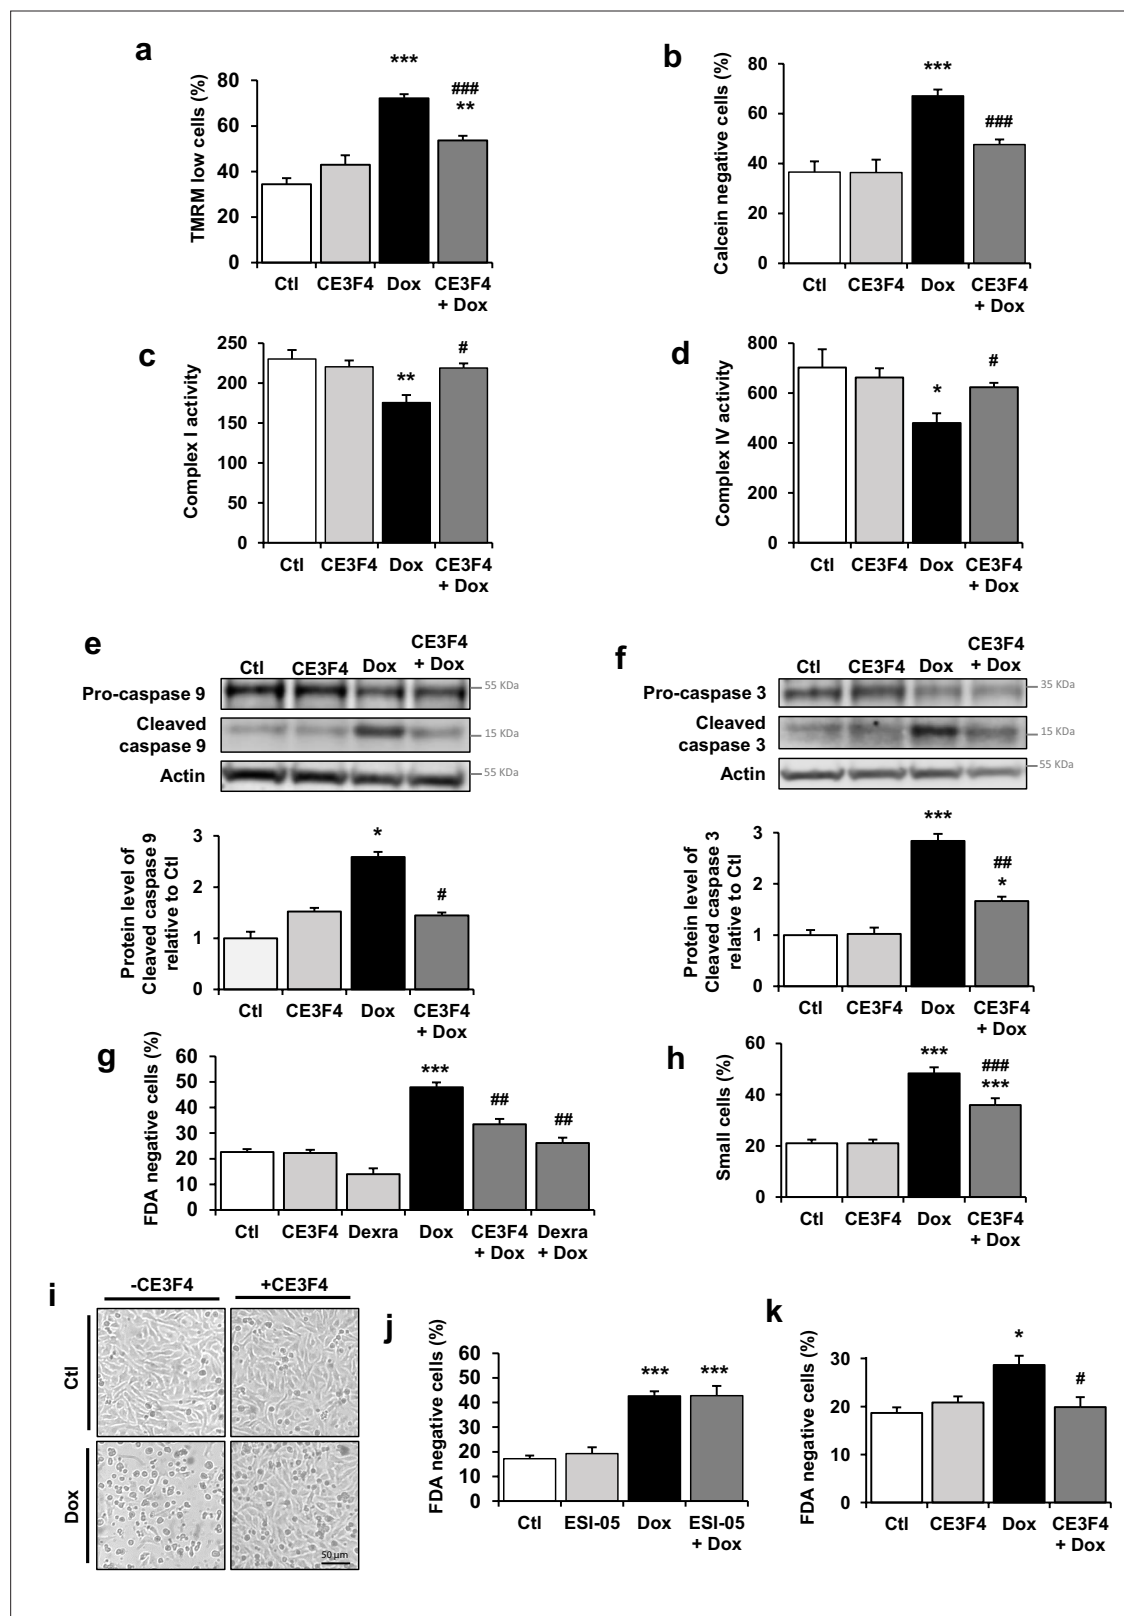 a
TMRM low cells (%)
80
60
40
20
0
***
###
**
Ctl CE3F4 Dox CE3F4
+ Dox
b
Calcein negative cells (%)
80
60
40
20
0
***
###
Ctl CE3F4 Dox CE3F4
+ Dox
c
Complex I activity
250
200
150
100
50
0
**
#
Ctl CE3F4 Dox CE3F4
+ Dox
d
Complex IV activity
800
600
400
200
0
*
#
Ctl CE3F4 Dox CE3F4
+ Dox
e
Ctl CE3F4 Dox CE3F4
+ Dox
Pro-caspase 9
55 KDa
Cleaved
caspase 9
15 KDa
Actin
55 KDa
Protein level of
Cleaved caspase 9
relative to Ctl
3
2
1
0
*
#
Ctl CE3F4 Dox CE3F4
+ Dox
f
Ctl CE3F4 Dox CE3F4
+ Dox
Pro-caspase 3
35 KDa
Cleaved
caspase 3
15 KDa
Actin
55 KDa
Protein level of
Cleaved caspase 3
relative to Ctl
3
2
1
0
***
##
*
Ctl CE3F4 Dox CE3F4
+ Dox
g
FDA negative cells (%)
60
50
40
30
20
10
0
***
##
##
Ctl CE3F4 Dexra Dox CE3F4 Dexra
+ Dox + Dox
h
Small cells (%)
60
40
20
0
***
###
***
Ctl CE3F4 Dox CE3F4
+ Dox
i
-CE3F4 +CE3F4
Ctl
Dox
50 µm
j
FDA negative cells (%)
60
50
40
30
20
10
0
***
***
Ctl ESI-05 Dox ESI-05
+ Dox
k
FDA negative cells (%)
30
20
10
0
*
#
Ctl CE3F4 Dox CE3F4
+ Dox